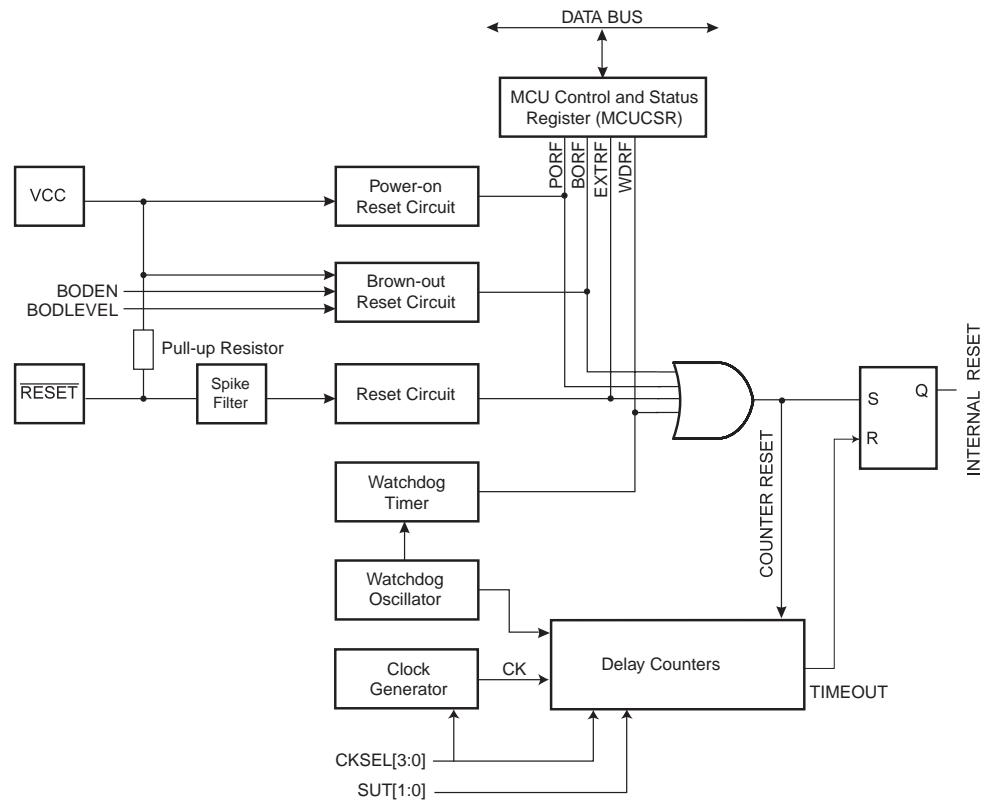 DATA BUS
MCU Control and Status
Register (MCUCSR)
PORF
BORF
EXTRF
WDRF
VCC
Power-on
Reset Circuit
BODEN
BODLEVEL
Brown-out
Reset Circuit
Pull-up Resistor
RESET
Spike
Filter
Reset Circuit
S
R
Q
INTERNAL RESET
Watchdog
Timer
COUNTER RESET
Watchdog
Oscillator
Clock
Generator
CK
Delay Counters
TIMEOUT
CKSEL[3:0]
SUT[1:0]